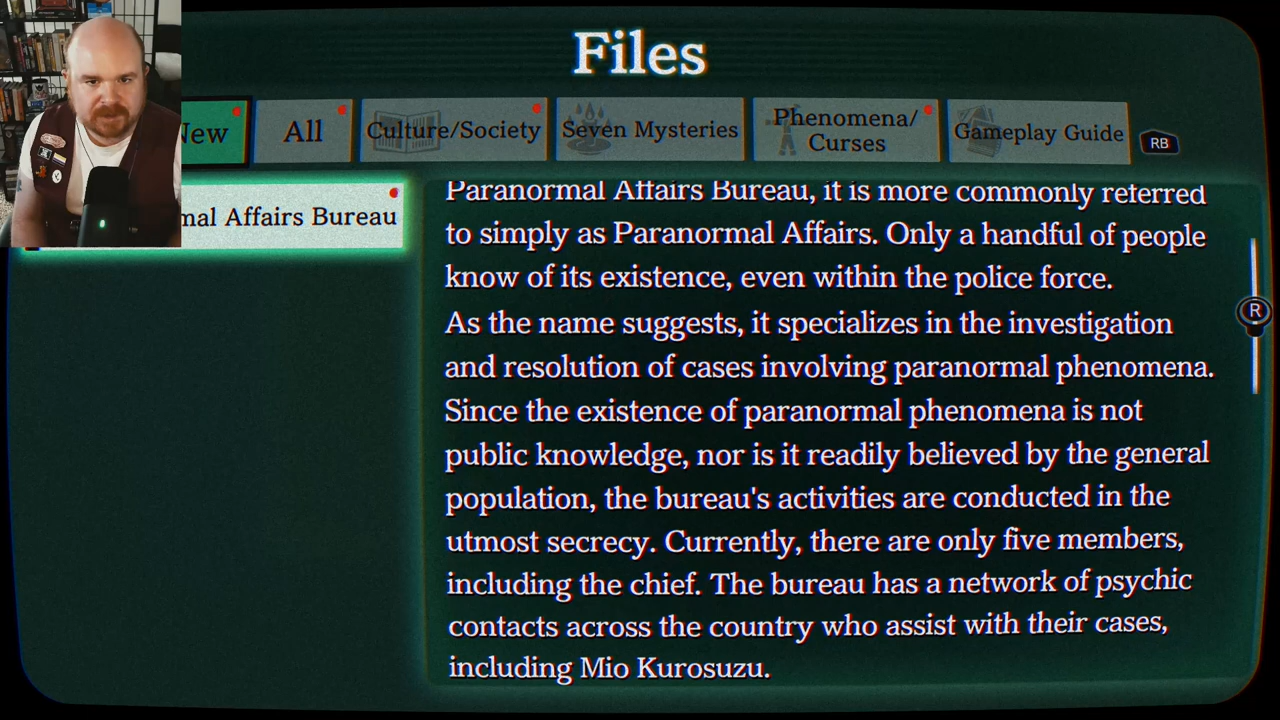 Files
New
All
Culture/Society
Seven Mysteries
Phenomena/
Curses
Gameplay Guide
RB
mal Affairs Bureau
Paranormal Affairs Bureau, it is more commonly referred
to simply as Paranormal Affairs. Only a handful of people
know of its existence, even within the police force.
As the name suggests, it specializes in the investigation
and resolution of cases involving paranormal phenomena.
Since the existence of paranormal phenomena is not
public knowledge, nor is it readily believed by the general
population, the bureau's activities are conducted in the
utmost secrecy. Currently, there are only five members,
including the chief. The bureau has a network of psychic
contacts across the country who assist with their cases,
including Mio Kurosuzu.
R